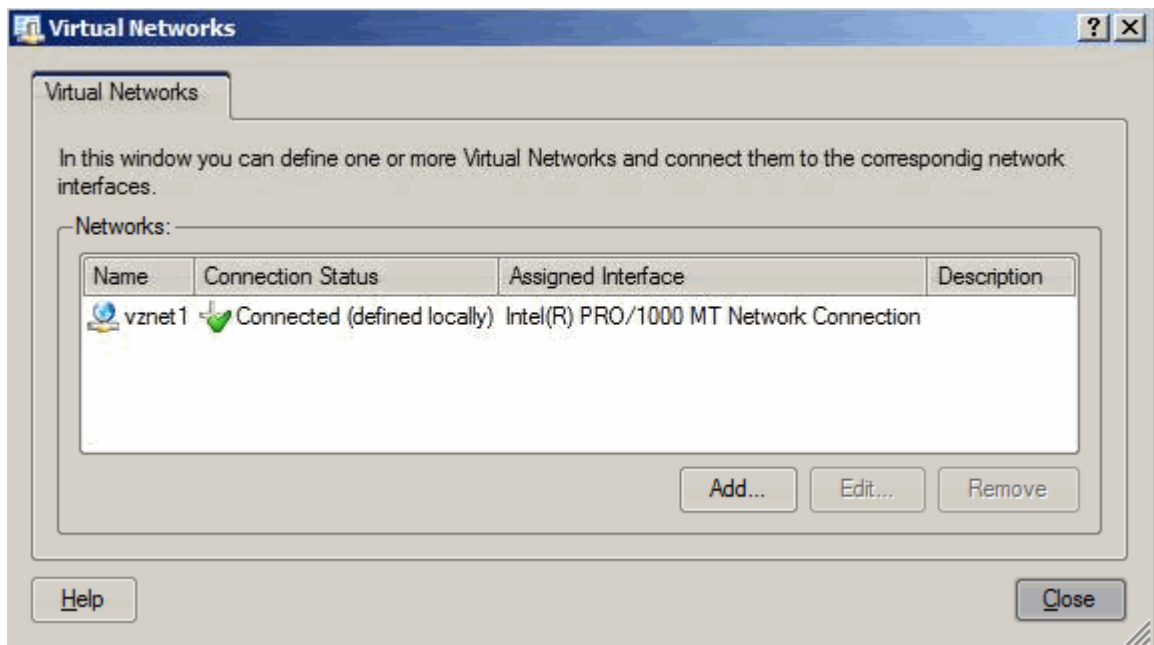 Virtual Networks
Virtual Networks
In this window you can define one or more Virtual Networks and connect them to the correspondig network
interfaces.
Networks:
Name Connection Status Assigned Interface Description
vznet1 Connected (defined locally) Intel(R) PRO/1000 MT Network Connection
Add... Edit... Remove
Help Close